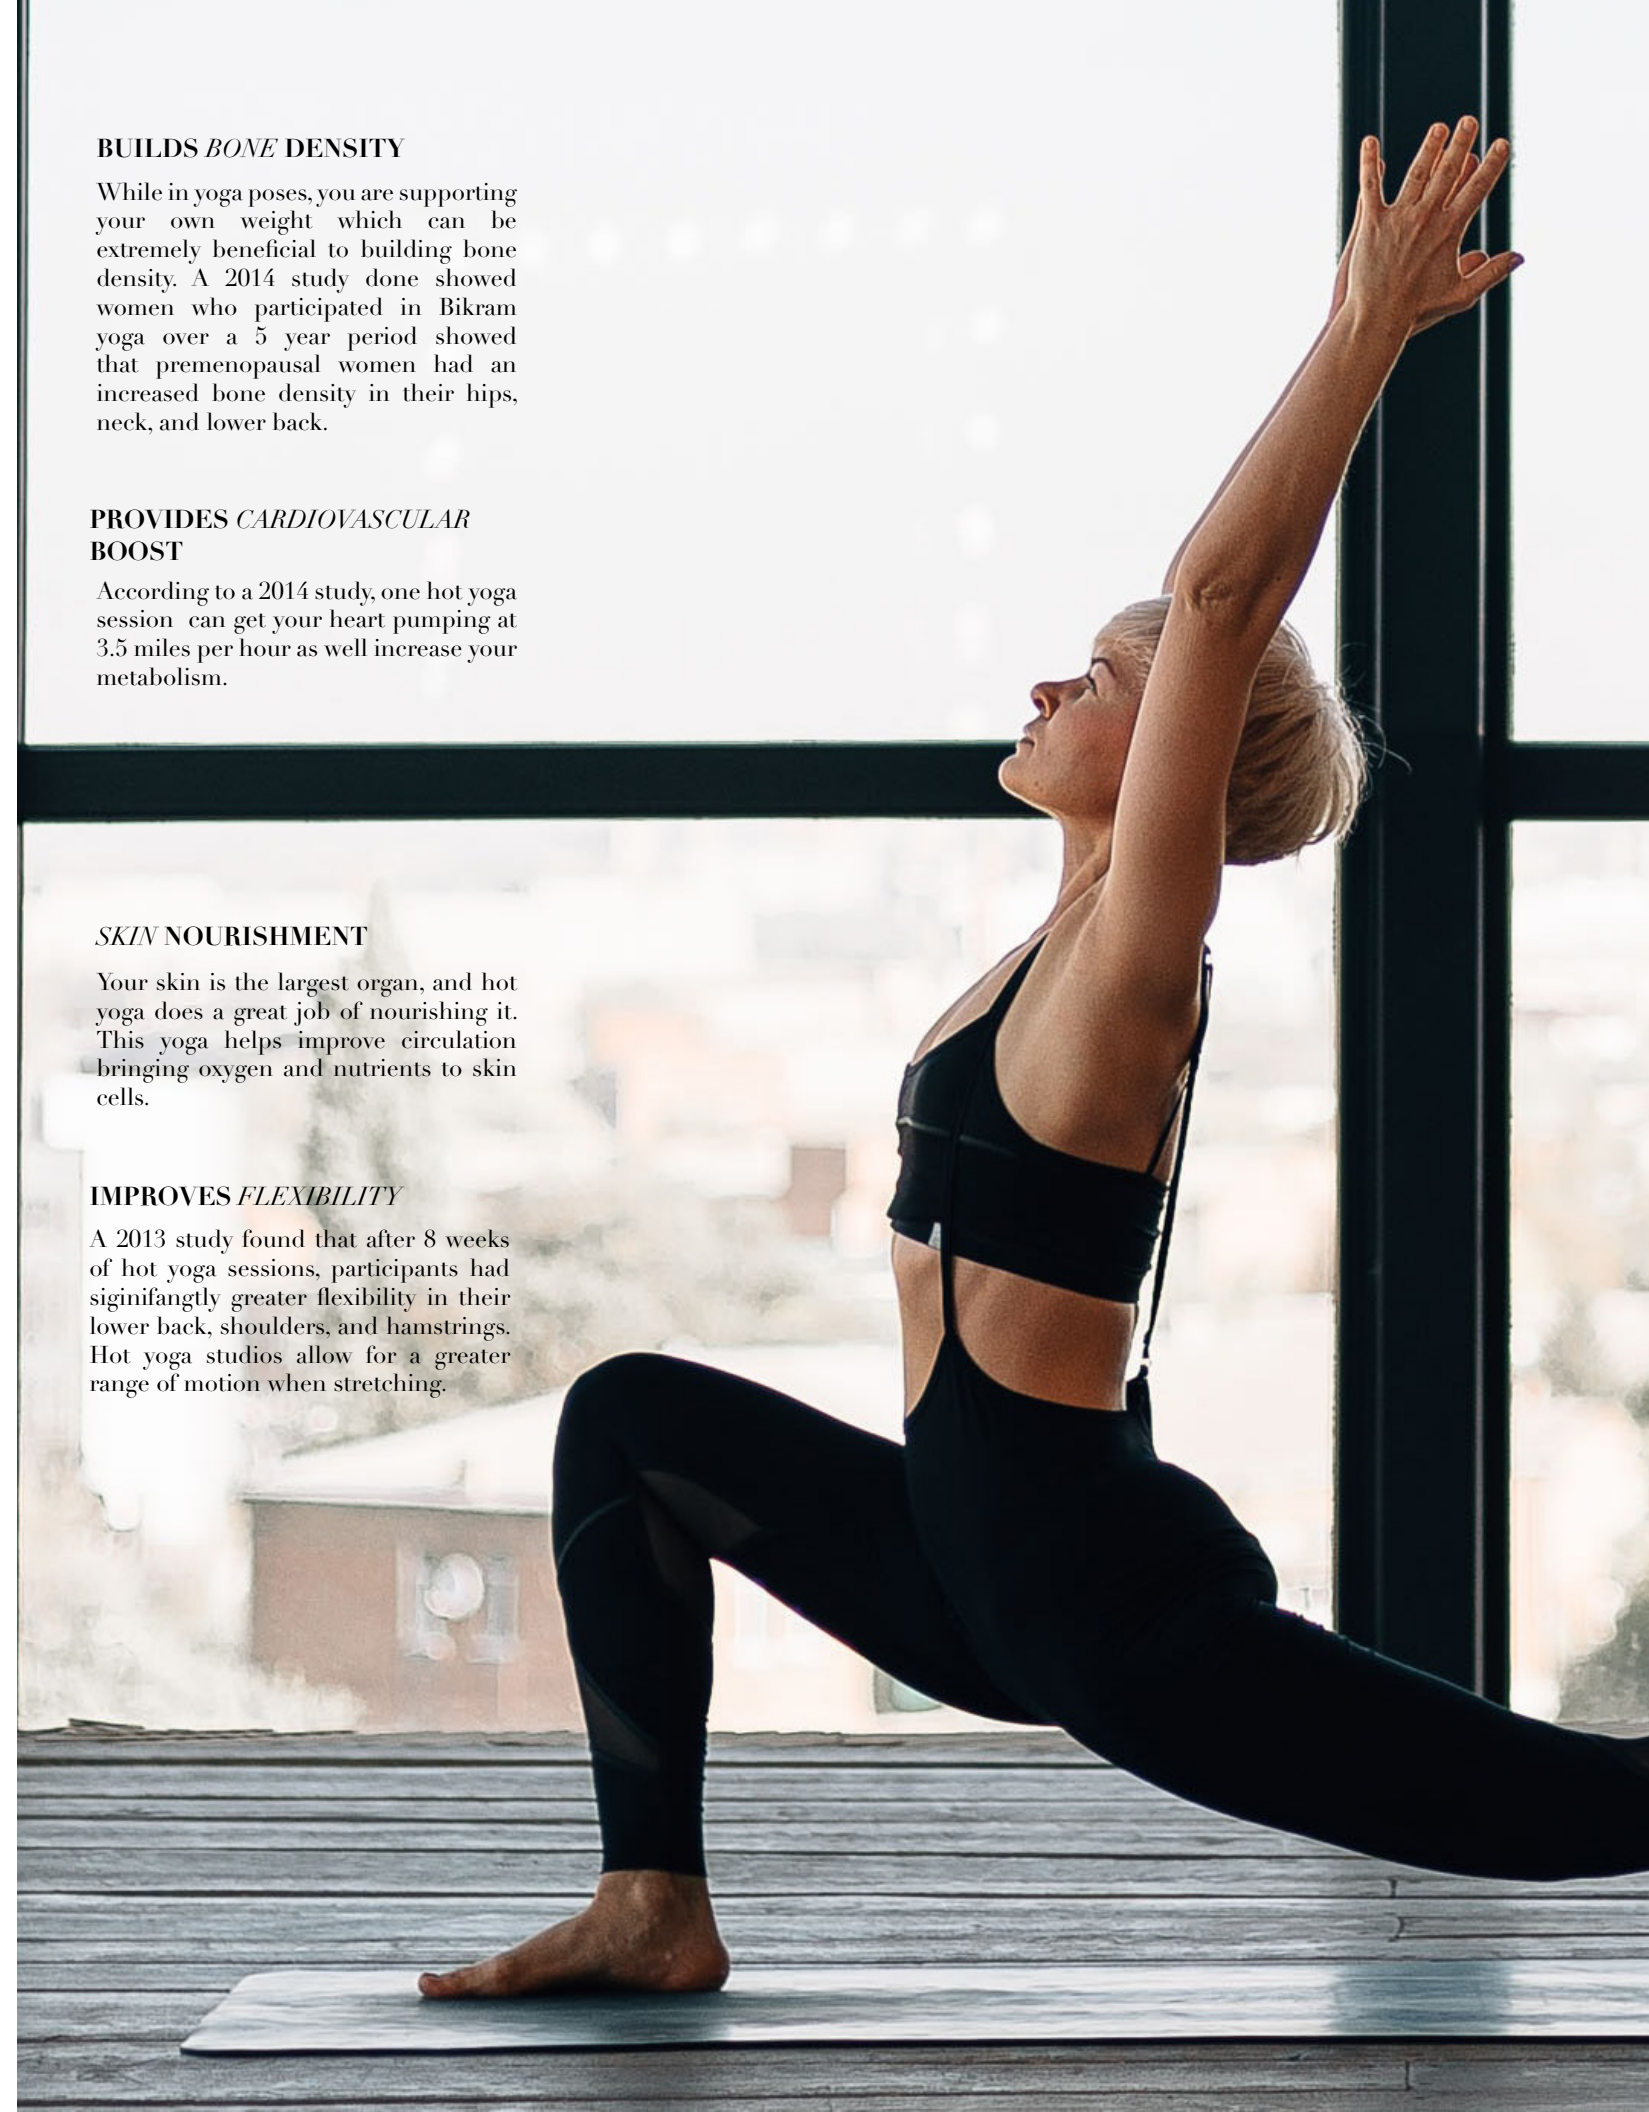 BUILDS BONE DENSITY
While in yoga poses, you are supporting
your own weight which can be
extremely beneficial to building bone
density. A 2014 study done showed
women who participated in Bikram
yoga over a 5 year period showed
that premenopausal women had an
increased bone density in their hips,
neck, and lower back.
PROVIDES CARDIOVASCULAR
BOOST
According to a 2014 study, one hot yoga
session can get your heart pumping at
3.5 miles per hour as well increase your
metabolism.
SKIN NOURISHMENT
Your skin is the largest organ, and hot
yoga does a great job of nourishing it.
This yoga helps improve circulation
bringing oxygen and nutrients to skin
cells.
IMPROVES FLEXIBILITY
A 2013 study found that after 8 weeks
of hot yoga sessions, participants had
siginifangtly greater flexibility in their
lower back, shoulders, and hamstrings.
Hot yoga studios allow for a greater
range of motion when stretching.